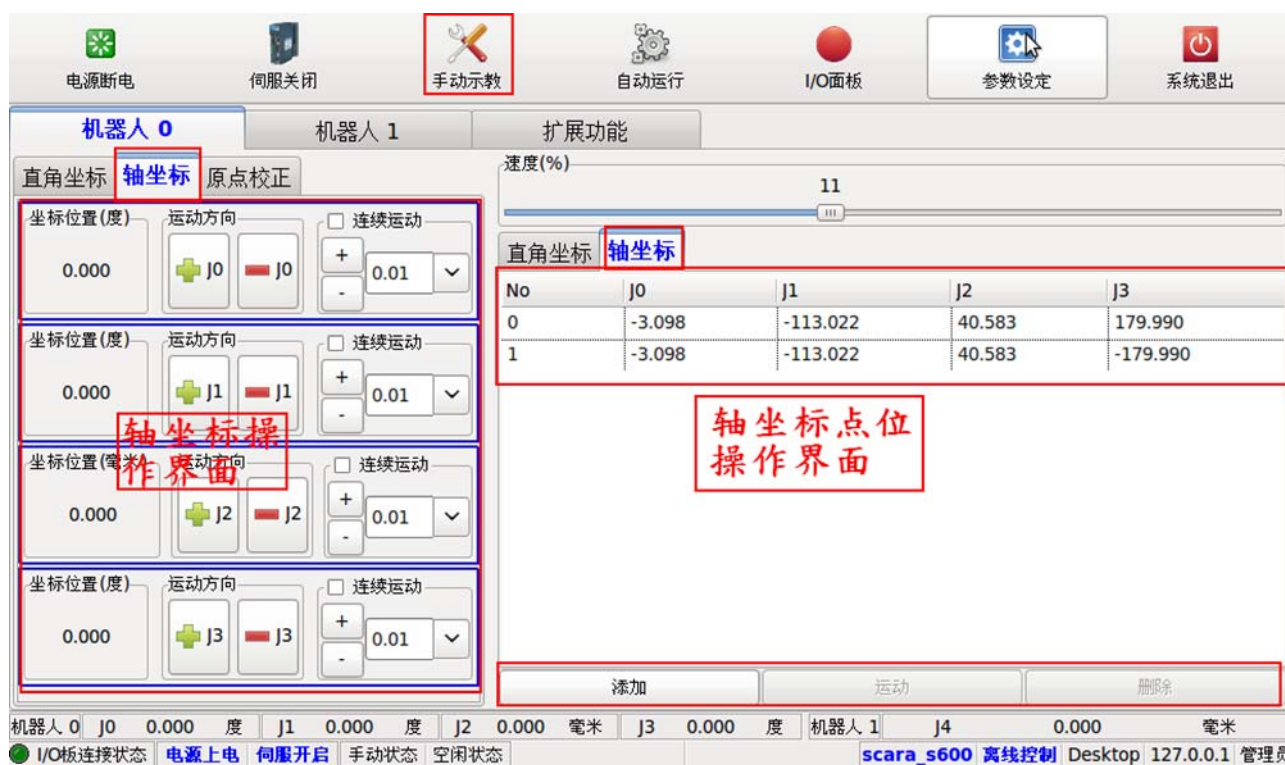 电源断电
伺服关闭
手动示教
自动运行
I/O面板
参数设定
系统退出
机器人 0
机器人 1
扩展功能
直角坐标 轴坐标 原点校正
坐标位置(度) 运动方向 连续运动
0.000 J0 J0 + - 0.01
坐标位置(度) 运动方向 连续运动
0.000 J1 J1 + - 0.01
坐标位置(毫米) 运动方向 连续运动
0.000 J2 J2 + - 0.01
坐标位置(度) 运动方向 连续运动
0.000 J3 J3 + - 0.01
轴坐标操
作界面
速度(%)
11
直角坐标 轴坐标
No J0 J1 J2 J3
0 -3.098 -113.022 40.583 179.990
1 -3.098 -113.022 40.583 -179.990
轴坐标点位
操作界面
添加 运动 删除
机器人 0 J0 0.000 度 J1 0.000 度 J2 0.000 毫米 J3 0.000 度 机器人 1 J4 0.000 毫米
I/O板连接状态 电源上电 伺服开启 手动状态 空闲状态 scara_s600 离线控制 Desktop 127.0.0.1 管理员